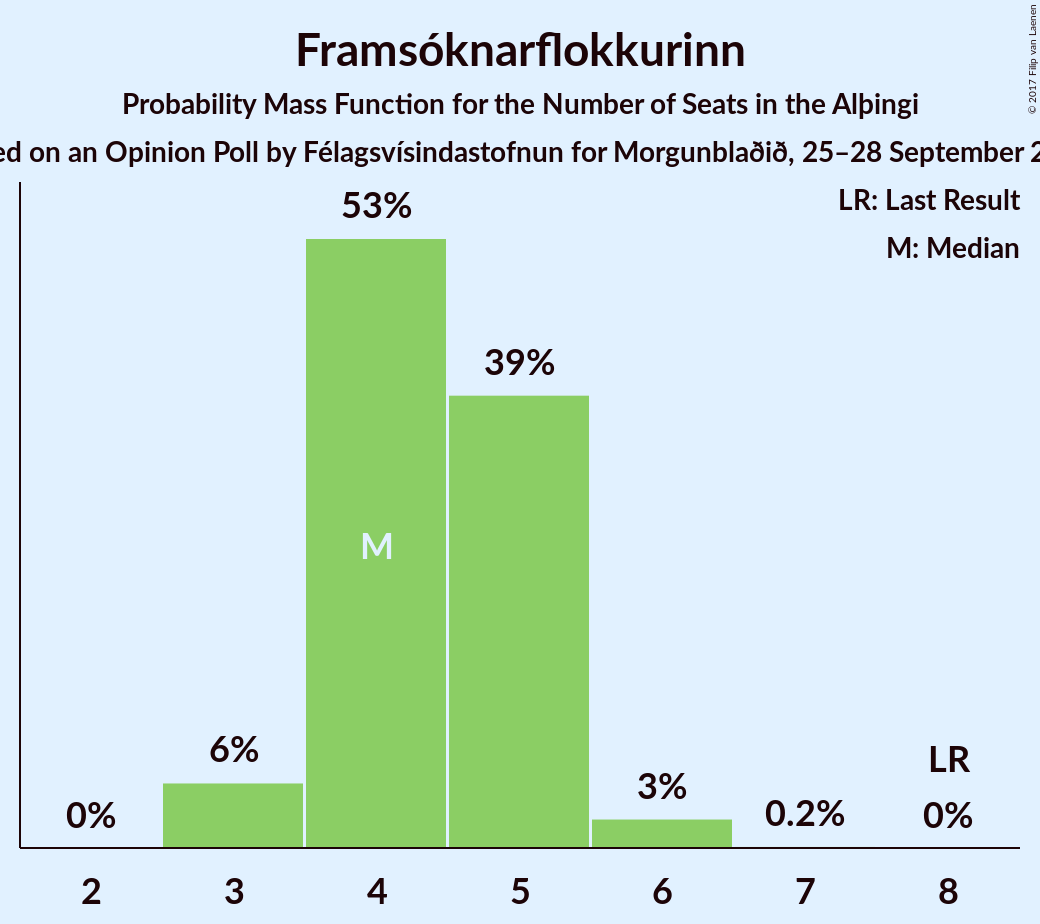 Framsóknarflokkurinn
Probability Mass Function for the Number of Seats in the Alþingi
on an Opinion Poll by Félagsvísindastofnun for Morgunblaðið, 25–28 September
© 2017 Filip van Laenen
LR: Last Result
M: Median
53%
39%
M
6%
3%
LR
0%
0.2%
0%
2 3 4 5 6 7 8